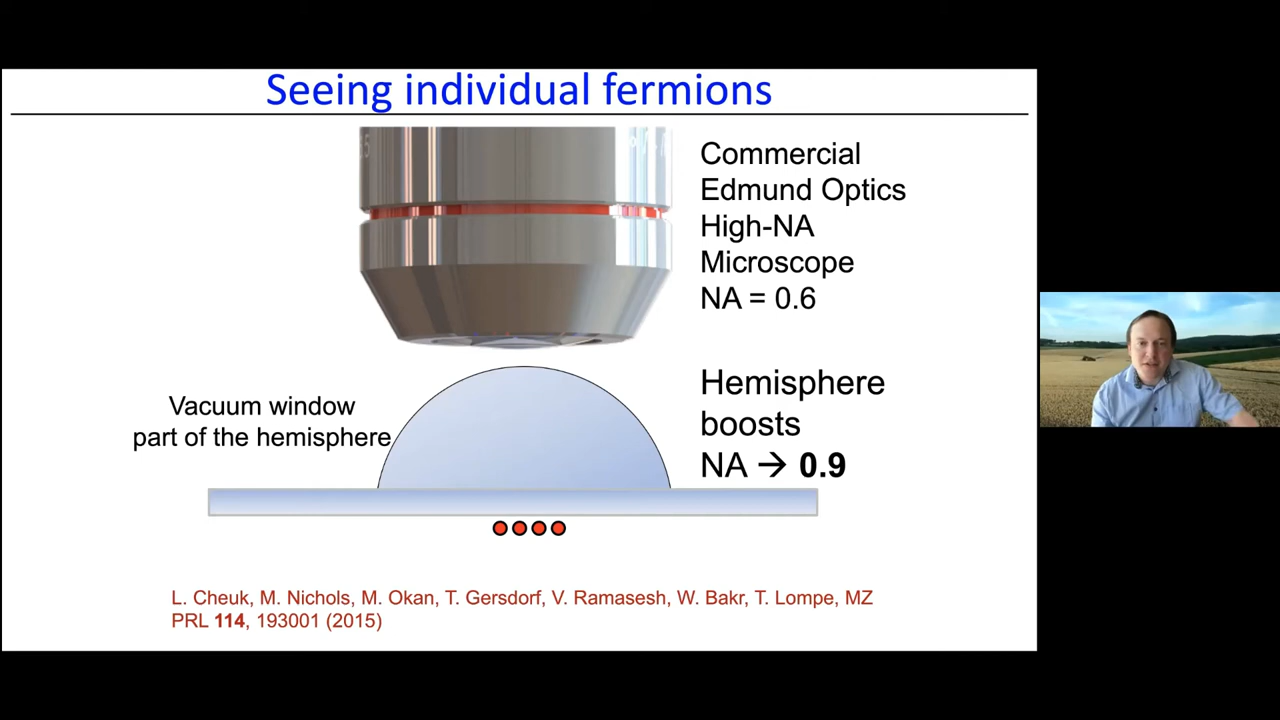 Seeing individual fermions
Commercial
Edmund Optics
High-NA
Microscope
NA = 0.6
Hemisphere
boosts
NA → 0.9
Vacuum window
part of the hemisphere
L. Cheuk, M. Nichols, M. Okan, T. Gersdorf, V. Ramasesh, W. Bakr, T. Lompe, MZ
PRL 114, 193001 (2015)